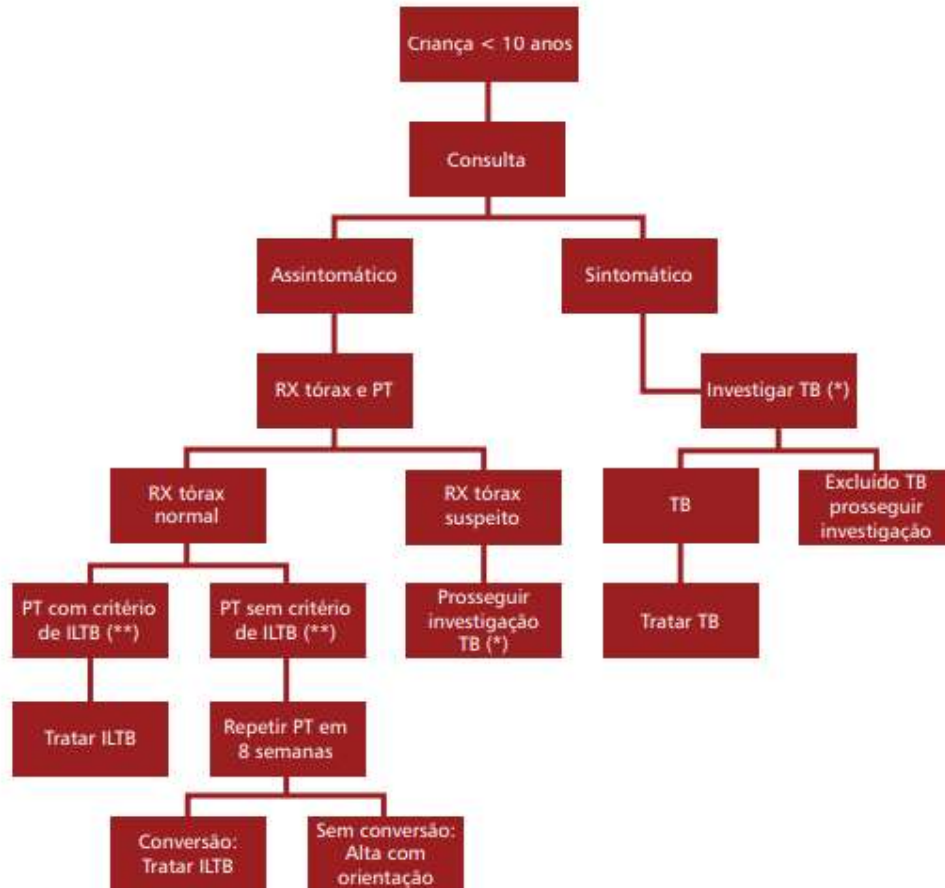 Criança < 10 anos
Consulta
Assintomático
Sintomático
RX tórax e PT
Investigar TB (*)
RX tórax
normal
RX tórax
suspeito
TB
Excluído TB
prosseguir
investigação
PT com critério
de ILTB (**)
PT sem critério
de ILTB (**)
Prosseguir
investigação
TB (*)
Tratar TB
Tratar ILTB
Repetir PT em
8 semanas
Conversão:
Tratar ILTB
Sem conversão:
Alta com
orientação